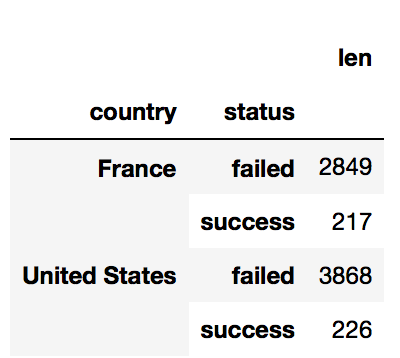 len
country status
France failed 2849
success 217
United States failed 3868
success 226